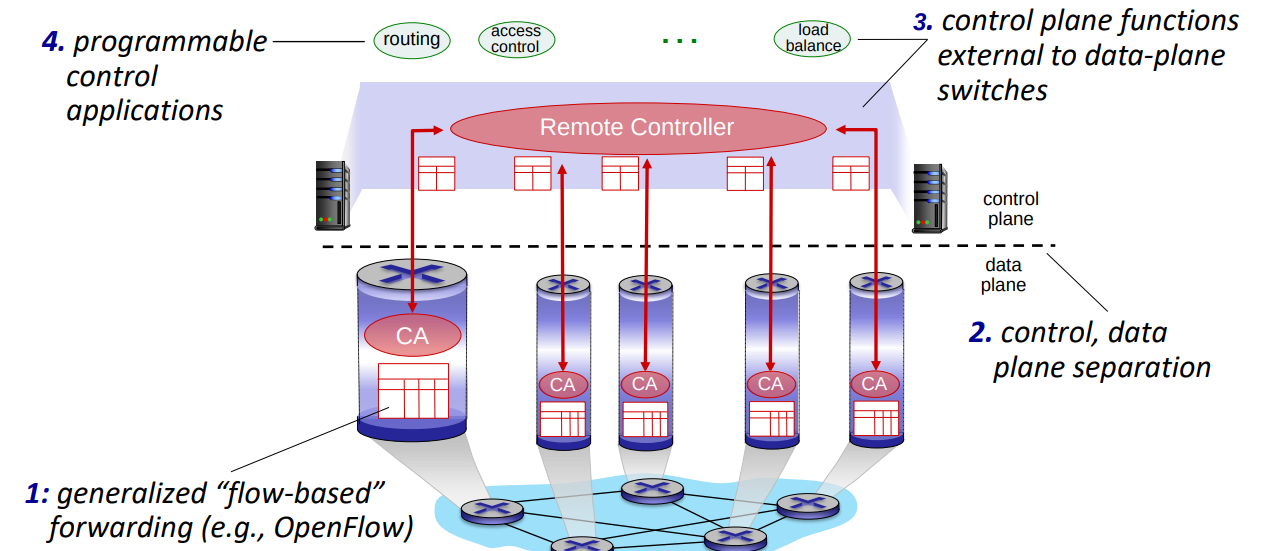 4. programmable
control
applications
routing
access
control
...
load
balance
3. control plane functions
external to data-plane
switches
Remote Controller
control
plane
data
plane
CA
CA
CA
CA
CA
2. control, data
plane separation
1: generalized “flow-based”
forwarding (e.g., OpenFlow)